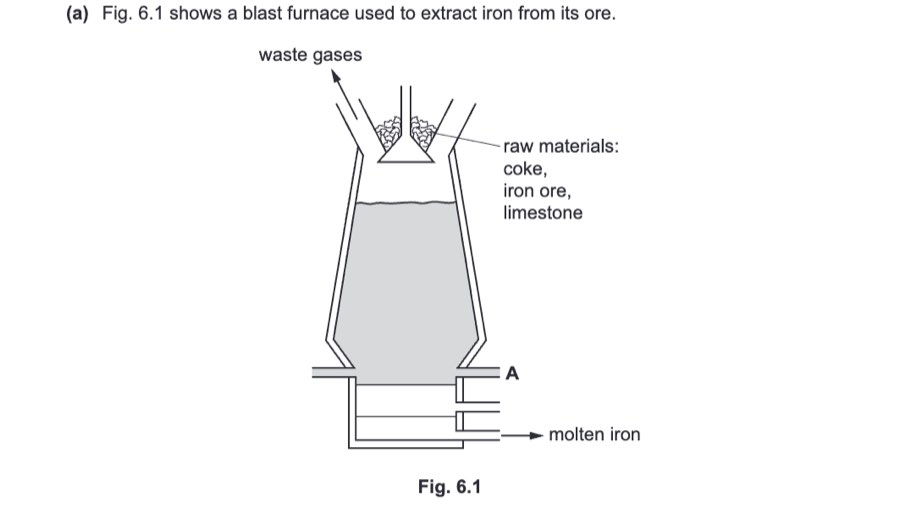 (a) Fig. 6.1 shows a blast furnace used to extract iron from its ore.
waste gases
raw materials:
coke,
iron ore,
limestone
A
molten iron
Fig. 6.1